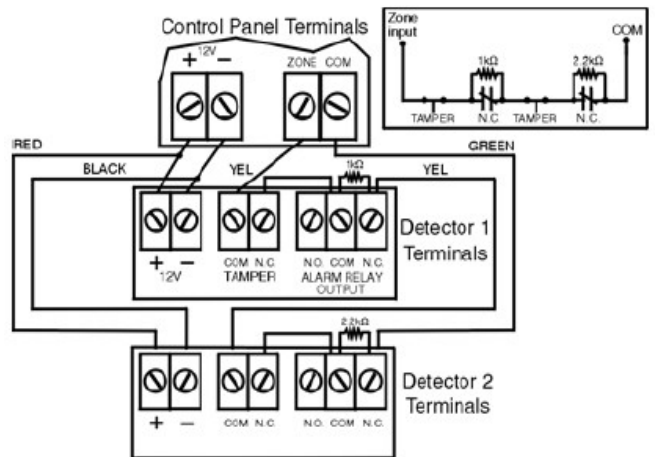 Control Panel Terminals
+ 12V −
ZONE COM
Zone
input
COM
1kΩ
2.2kΩ
TAMPER N.C. TAMPER N.C.
RED
GREEN
BLACK
YEL
1kΩ
YEL
Detector 1
Terminals
+ −
12V
COM N.C.
TAMPER
N.O. COM N.C.
ALARM RELAY
OUTPUT
2.2kΩ
Detector 2
Terminals
+ −
COM N.C.
N.O. COM N.C.